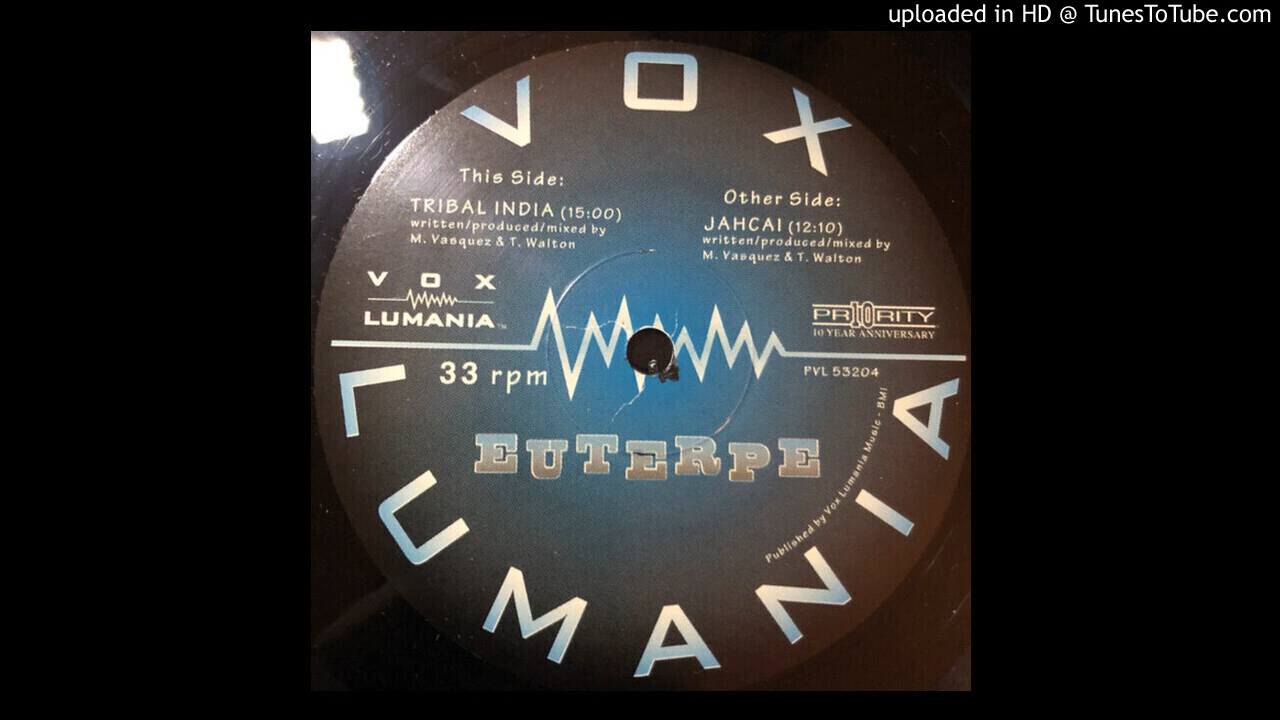 uploaded in HD @ TunesToTube.com
VOX
This Side:
TRIBAL INDIA (15:00)
written/produced/mixed by
M. Vasquez & T. Walton
Other Side:
JAHCAI (12:10)
written/produced/mixed by
M. Vasquez & T. Walton
VOX
LUMANIA™
PR10RITY
10 YEAR ANNIVERSARY
33 rpm
PVL 53204
EUTERPE
Published by Vox Lumania Music - BMI
LUMANIA